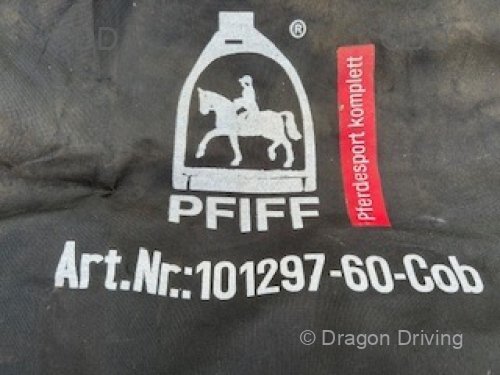 ®
PFIFF
Pferdesport komplett
Art.Nr.:101297-60-Cob
© Dragon Driving